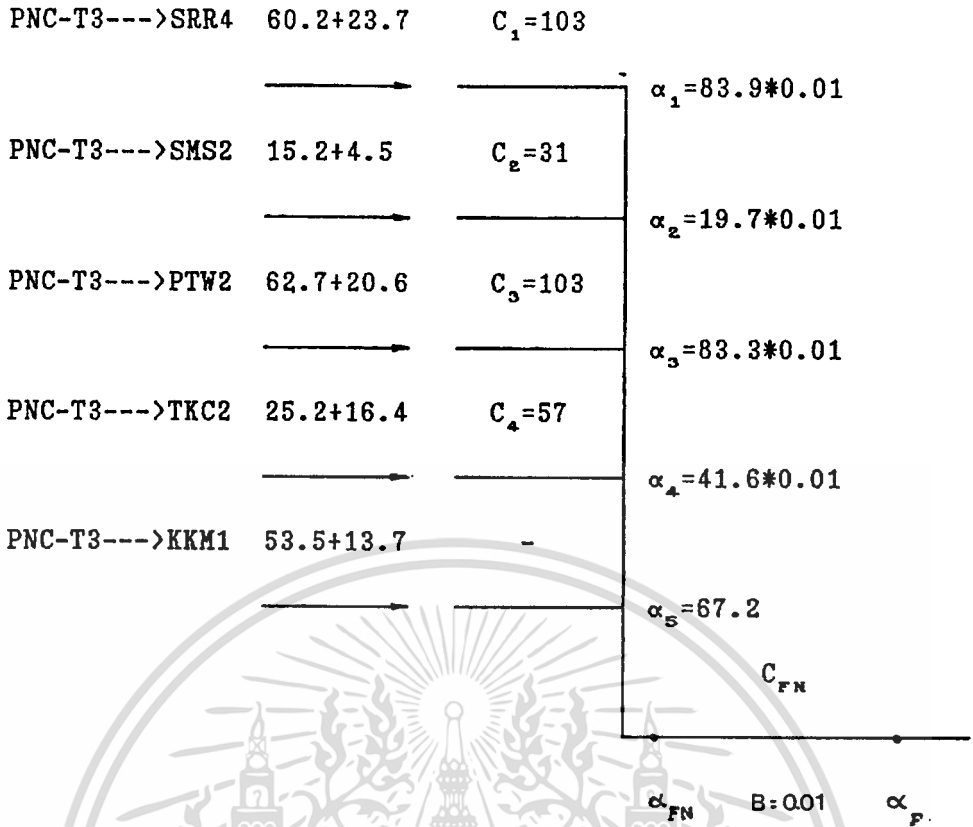 PNC-T3--->SRR4 60.2+23.7 C₁=103
α₁=83.9*0.01
PNC-T3--->SMS2 15.2+4.5 C₂=31
α₂=19.7*0.01
PNC-T3--->PTW2 62.7+20.6 C₃=103
α₃=83.3*0.01
PNC-T3--->TKC2 25.2+16.4 C₄=57
α₄=41.6*0.01
PNC-T3--->KKM1 53.5+13.7 -
α₅=67.2
C_FN
α_FN B=0.01 α_F.